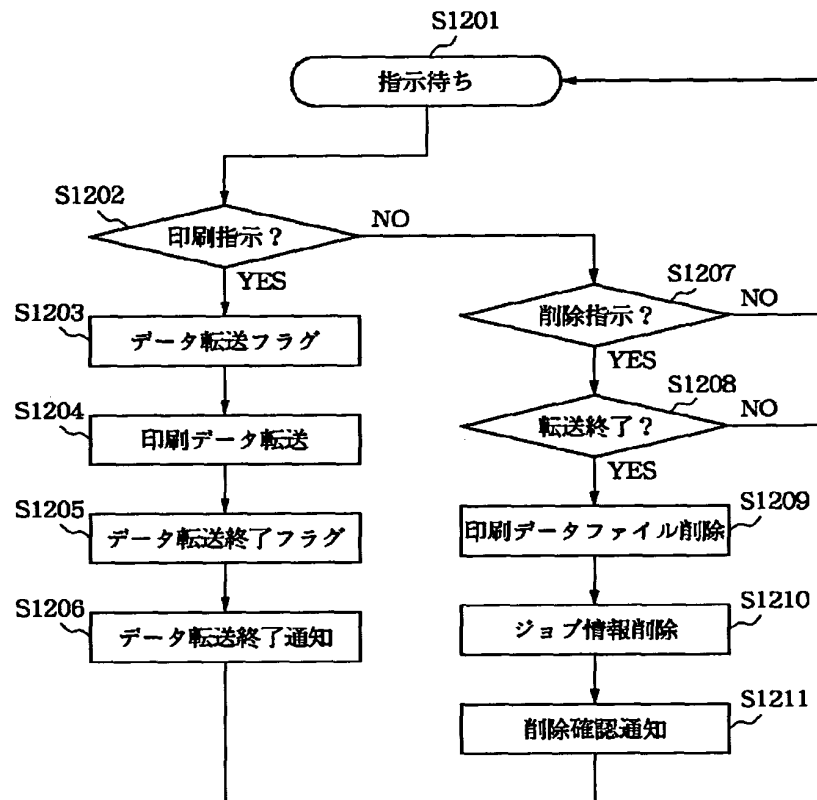 S1201
指示待ち
S1202
印刷指示?
NO
YES
S1203
データ転送フラグ
S1204
印刷データ転送
S1205
データ転送終了フラグ
S1206
データ転送終了通知
S1207
削除指示?
NO
YES
S1208
転送終了?
NO
YES
S1209
印刷データファイル削除
S1210
ジョブ情報削除
S1211
削除確認通知